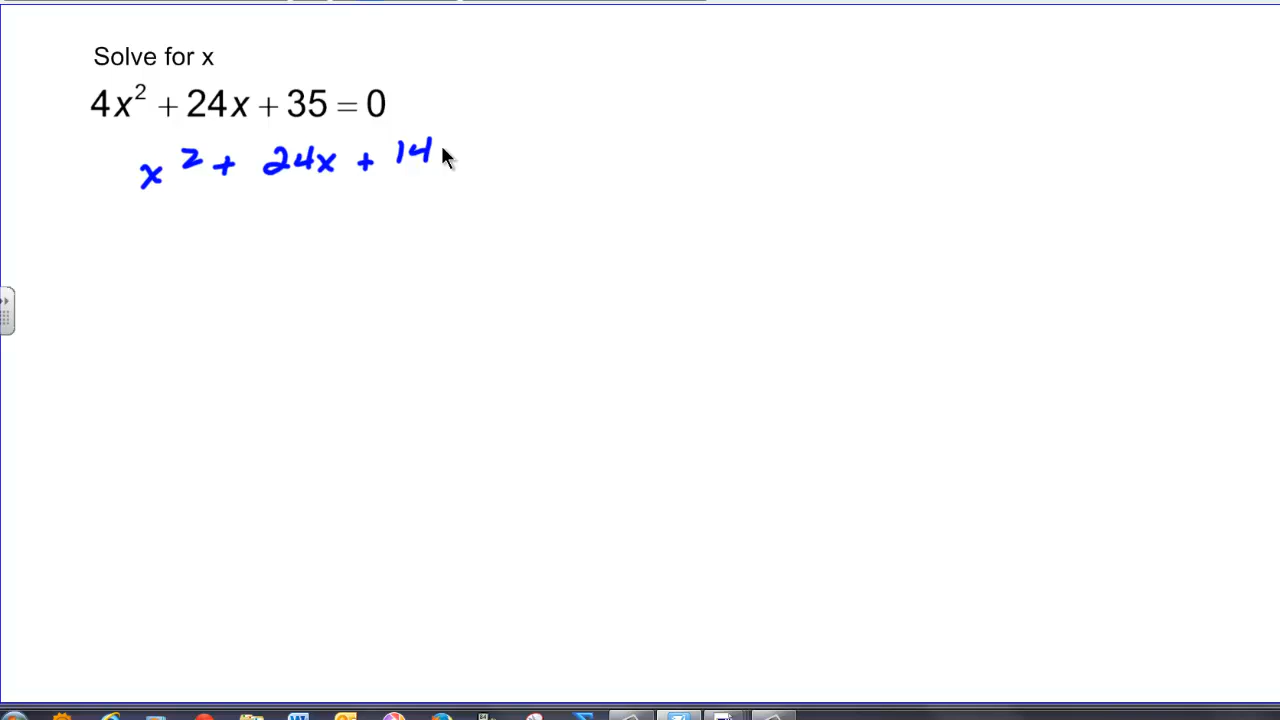 Solve for x
4x² + 24x + 35 = 0
x² + 24x + 14